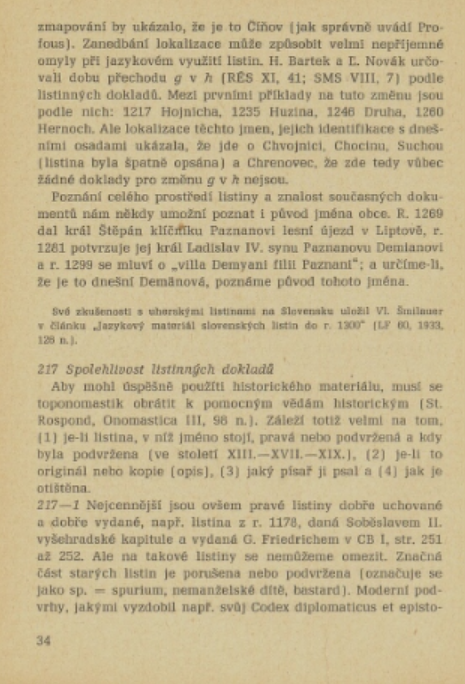 zmapování by ukázalo, že je to Číňov (jak správně uvádí Pro-
fous). Zanedbání lokalizace může způsobit velmi nepříjemné
omyly při jazykovém využití listin. H. Bartek a Ľ. Novák určo-
vali dobu přechodu g v h (RÉS XI, 41; SMS VIII, 7) podle
listinných dokladů. Mezi prvními příklady na tuto změnu jsou
podle nich: 1217 Hojnicha, 1235 Huzina, 1246 Druha, 1260
Hernoch. Ale lokalizace těchto jmen, jejich identifikace s dneš-
ními osadami ukázala, že jde o Chvojnici, Chocinu, Suchou
(listina byla špatně opsána) a Chrenovec, že zde tedy vůbec
žádné doklady pro změnu g v h nejsou.
Poznání celého prostředí listiny a znalost současných doku-
mentů nám někdy umožní poznat i původ jména obce. R. 1269
dal král Štěpán klíčníku Paznanovi lesní újezd v Liptově, r.
1281 potvrzuje jej král Ladislav IV. synu Paznanovu Demianovi
a r. 1299 se mluví o „villa Demyani filii Paznani“; a určíme-li,
že je to dnešní Demänová, poznáme původ tohoto jména.
Své zkušenosti s uherskými listinami na Slovensku uložil Vl. Šmilauer
v článku „Jazykový materiál slovenských listin do r. 1300“ (LF 60, 1933,
126 n.).
217 Spolehlivost listinných dokladů
Aby mohl úspěšně použíti historického materiálu, musí se
toponomastik obrátit k pomocným vědám historickým (St.
Rospond, Onomastica III, 98 n.). Záleží totiž velmi na tom,
(1) je-li listina, v níž jméno stojí, pravá nebo podvržená a kdy
byla podvržena (ve století XIII.—XVII.—XIX.), (2) je-li to
originál nebo kopie (opis), (3) jaký písař ji psal a (4) jak je
otištěna.
217—1 Nejcennější jsou ovšem pravé listiny dobře uchované
a dobře vydané, např. listina z r. 1178, daná Soběslavem II.
vyšehradské kapitule a vydaná G. Friedrichem v CB I, str. 251
až 252. Ale na takové listiny se nemůžeme omezit. Značná
část starých listin je porušena nebo podvržena (označuje se
jako sp. = spurium, nemanželské dítě, bastard). Moderní pod-
vrhy, jakými vyzdobil např. svůj Codex diplomaticus et episto-
34